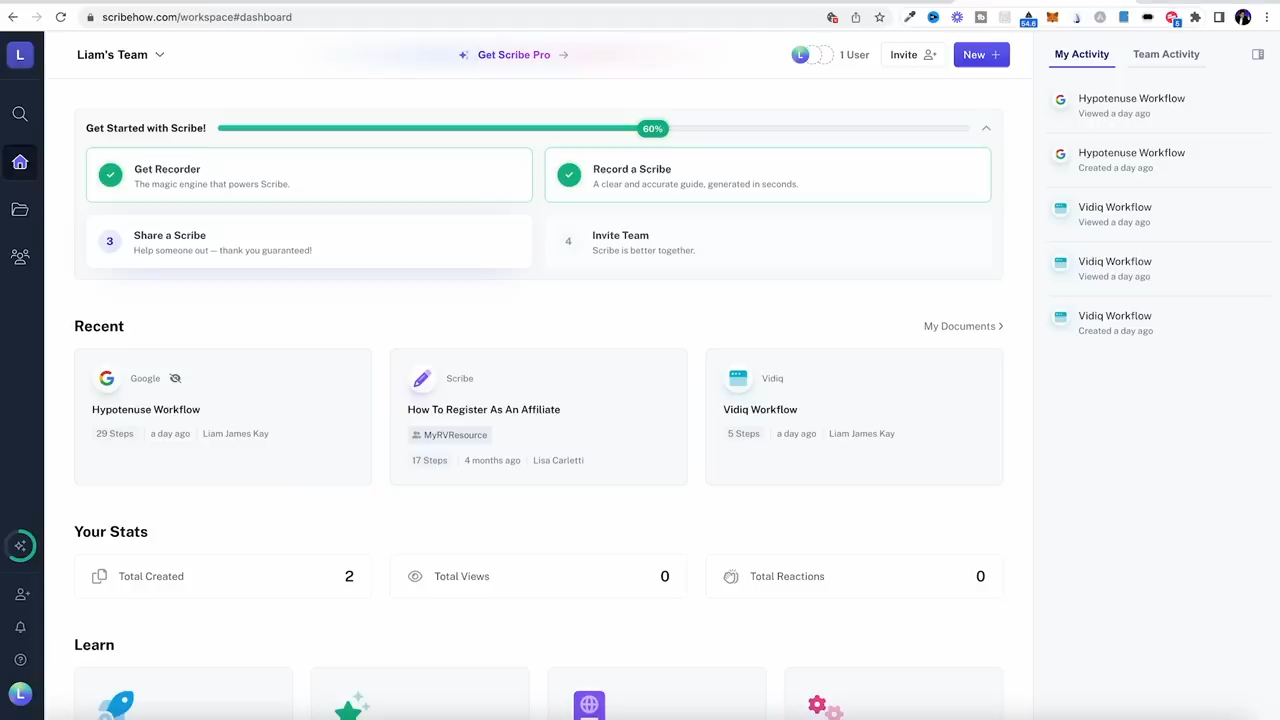 scribehow.com/workspace#dashboard
54.6
5
L
Liam's Team
Get Scribe Pro
L
1 User
Invite
New
My Activity
Team Activity
Get Started with Scribe!
60%
Get Recorder
The magic engine that powers Scribe.
Record a Scribe
A clear and accurate guide, generated in seconds.
3
Share a Scribe
Help someone out — thank you guaranteed!
4
Invite Team
Scribe is better together.
Hypotenuse Workflow
Viewed a day ago
Hypotenuse Workflow
Created a day ago
Vidiq Workflow
Viewed a day ago
Vidiq Workflow
Viewed a day ago
Vidiq Workflow
Created a day ago
Recent
My Documents
Google
Hypotenuse Workflow
29 Steps
a day ago
Liam James Kay
Scribe
How To Register As An Affiliate
MyRVResource
17 Steps
4 months ago
Lisa Carletti
Vidiq
Vidiq Workflow
5 Steps
a day ago
Liam James Kay
Your Stats
Total Created
2
Total Views
0
Total Reactions
0
Learn
L